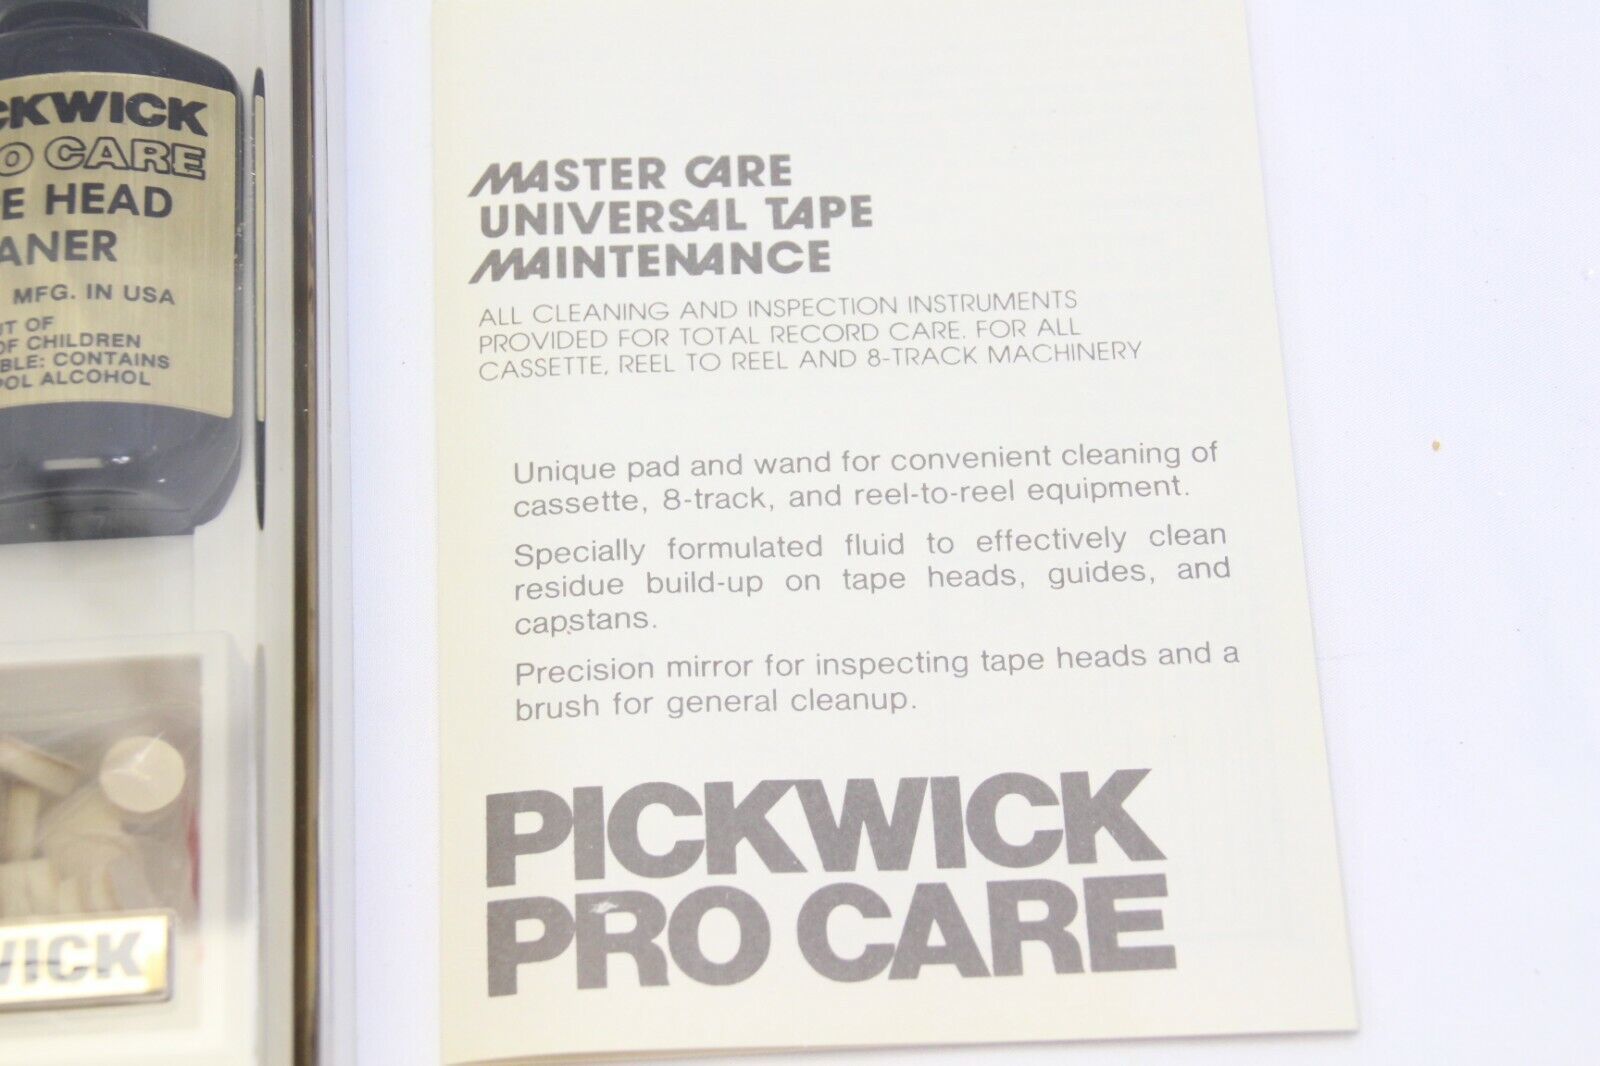 CKWICK
O CARE
E HEAD
ANER
MFG. IN USA
UT OF
OF CHILDREN
BLE: CONTAINS
POL ALCOHOL
WICK
MASTER CARE
UNIVERSAL TAPE
MAINTENANCE
ALL CLEANING AND INSPECTION INSTRUMENTS
PROVIDED FOR TOTAL RECORD CARE. FOR ALL
CASSETTE, REEL TO REEL AND 8-TRACK MACHINERY
Unique pad and wand for convenient cleaning of
cassette, 8-track, and reel-to-reel equipment.
Specially formulated fluid to effectively clean
residue build-up on tape heads, guides, and
capstans.
Precision mirror for inspecting tape heads and a
brush for general cleanup.
PICKWICK
PRO CARE